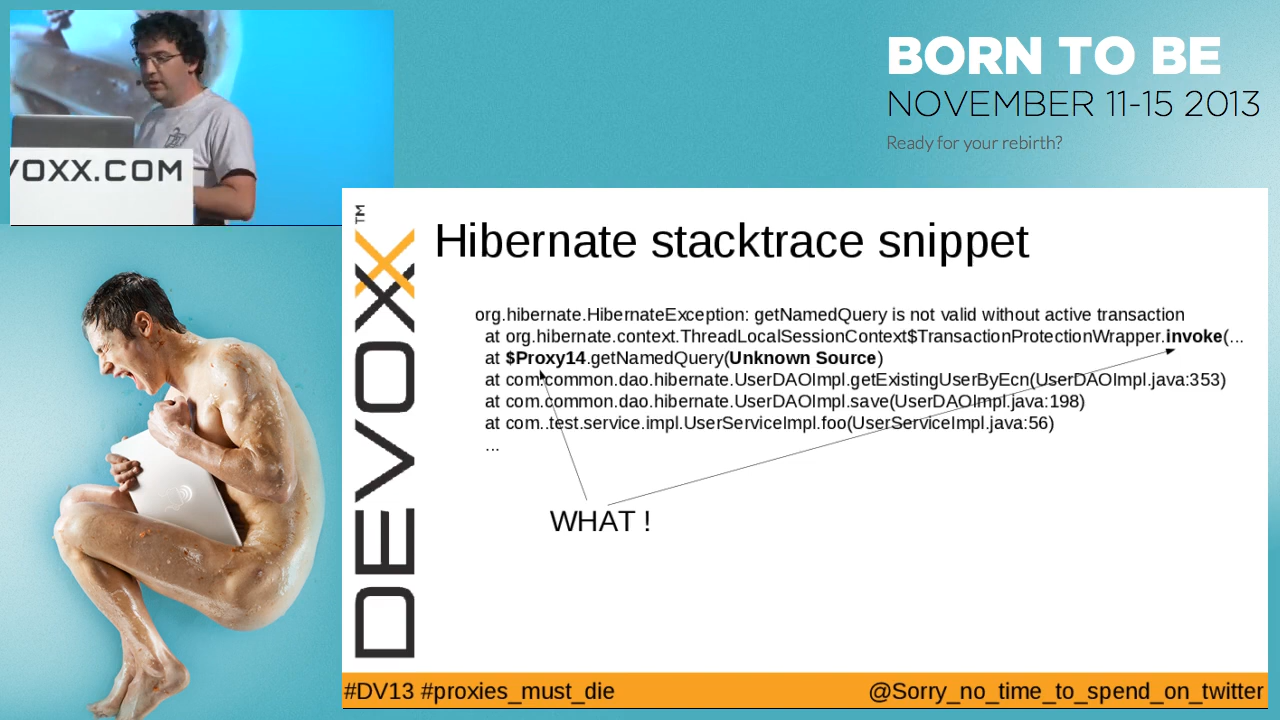 VOXX.COM
BORN TO BE
NOVEMBER 11-15 2013
Ready for your rebirth?
DEVOXX™
Hibernate stacktrace snippet
org.hibernate.HibernateException: getNamedQuery is not valid without active transaction
at org.hibernate.context.ThreadLocalSessionContext$TransactionProtectionWrapper.invoke(...
at $Proxy14.getNamedQuery(Unknown Source)
at com.common.dao.hibernate.UserDAOImpl.getExistingUserByEcn(UserDAOImpl.java:353)
at com.common.dao.hibernate.UserDAOImpl.save(UserDAOImpl.java:198)
at com..test.service.impl.UserServiceImpl.foo(UserServiceImpl.java:56)
...
WHAT !
#DV13 #proxies_must_die
@Sorry_no_time_to_spend_on_twitter